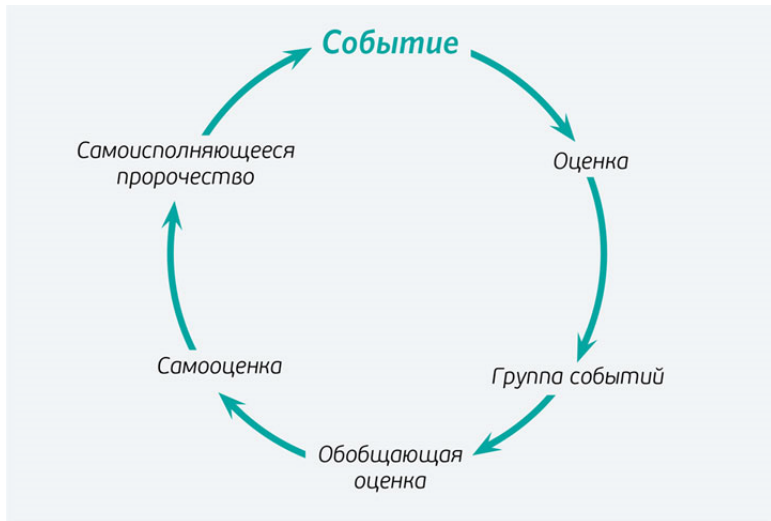 Событие
Оценка
Группа событий
Обобщающая
оценка
Самооценка
Самоисполняющееся
пророчество